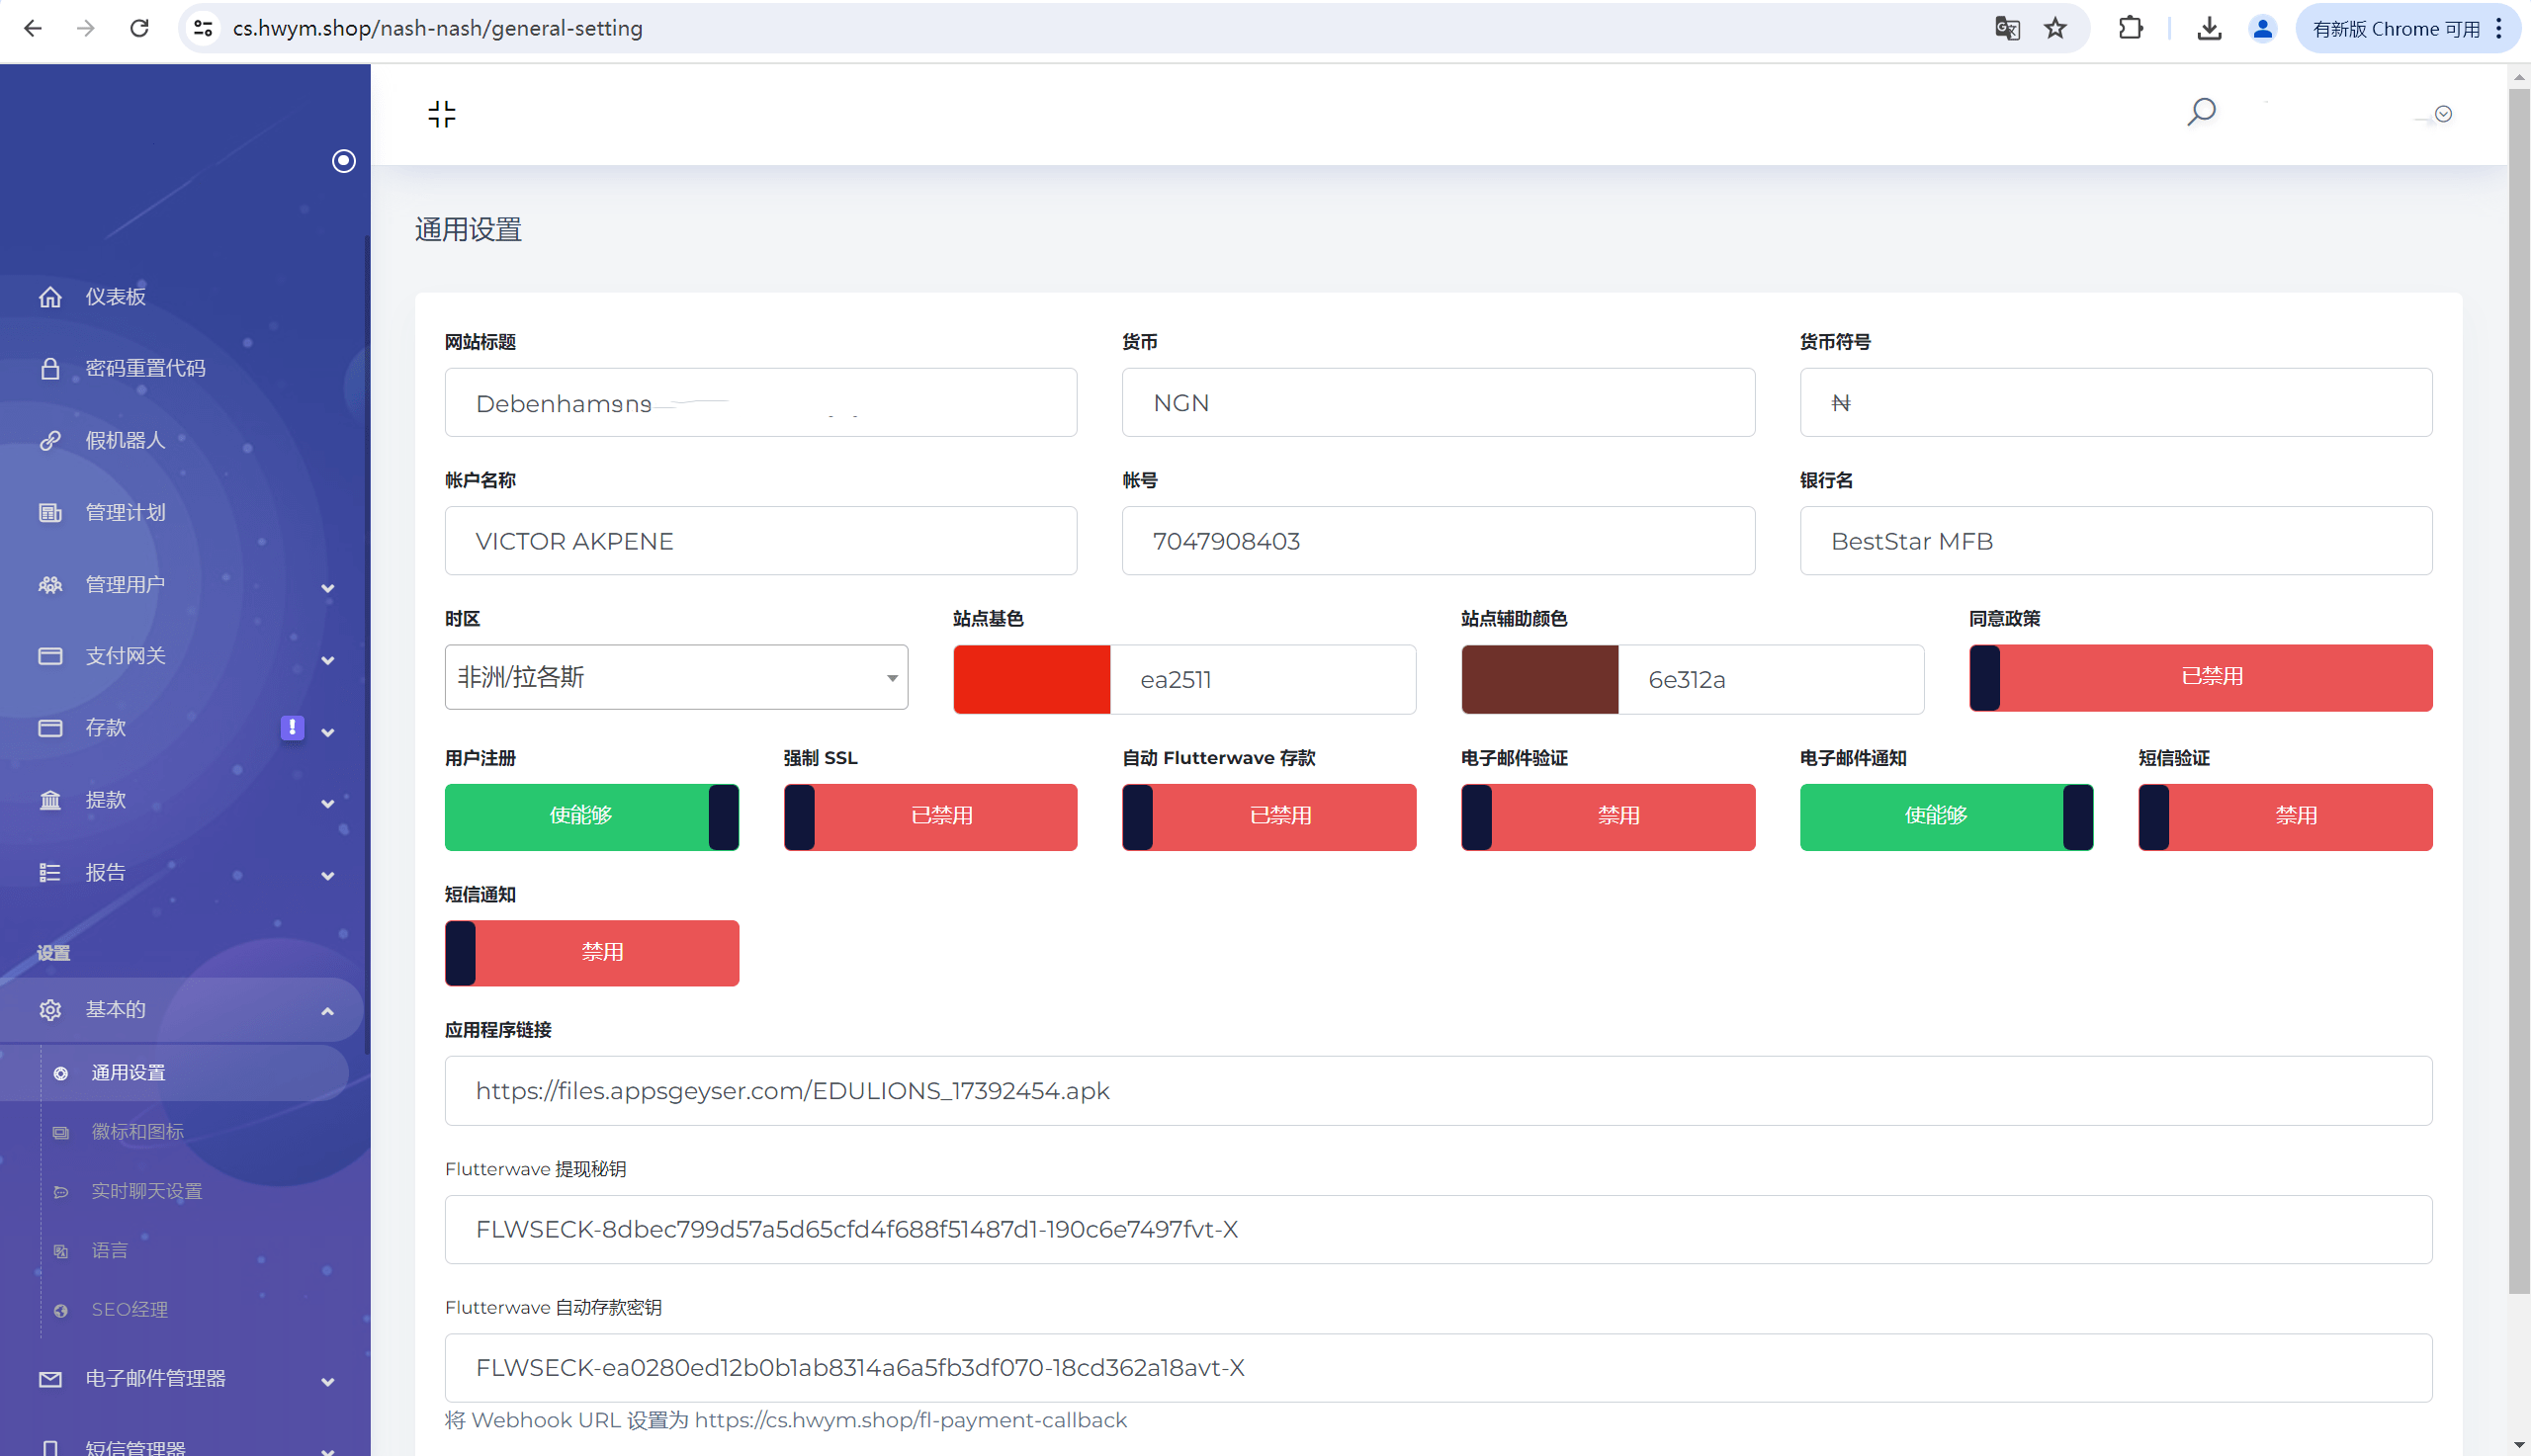 cs.hwym.shop/nash-nash/general-setting
有新版 Chrome 可用
通用设置
仪表板
密码重置代码
假机器人
管理计划
管理用户
支付网关
存款
提款
报告
设置
基本的
通用设置
徽标和图标
实时聊天设置
语言
SEO经理
电子邮件管理器
短信管理器
网站标题
货币
货币符号
Debenhamsns
NGN
₦
帐户名称
帐号
银行名
VICTOR AKPENE
7047908403
BestStar MFB
时区
站点基色
站点辅助颜色
同意政策
非洲/拉各斯
ea2511
6e312a
已禁用
用户注册
强制 SSL
自动 Flutterwave 存款
电子邮件验证
电子邮件通知
短信验证
使能够
已禁用
已禁用
禁用
使能够
禁用
短信通知
禁用
应用程序链接
https://files.appsgeyser.com/EDULIONS_17392454.apk
Flutterwave 提现秘钥
FLWSECK-8dbec799d57a5d65cfd4f688f51487d1-190c6e7497fvt-X
Flutterwave 自动存款密钥
FLWSECK-ea0280ed12b0b1ab8314a6a5fb3df070-18cd362a18avt-X
将 Webhook URL 设置为 https://cs.hwym.shop/fl-payment-callback